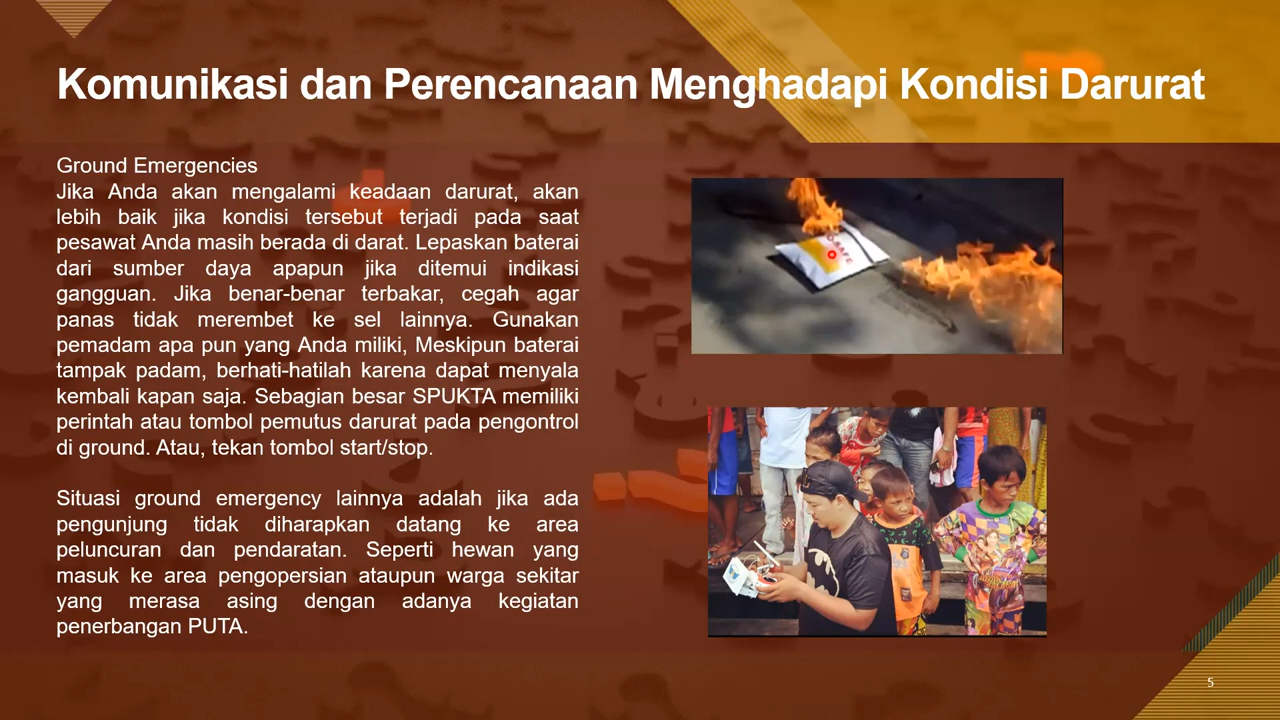 Komunikasi dan Perencanaan Menghadapi Kondisi Darurat
Ground Emergencies
Jika Anda akan mengalami keadaan darurat, akan
lebih baik jika kondisi tersebut terjadi pada saat
pesawat Anda masih berada di darat. Lepaskan baterai
dari sumber daya apapun jika ditemui indikasi
gangguan. Jika benar-benar terbakar, cegah agar
panas tidak merembet ke sel lainnya. Gunakan
pemadam apa pun yang Anda miliki, Meskipun baterai
tampak padam, berhati-hatilah karena dapat menyala
kembali kapan saja. Sebagian besar SPUKTA memiliki
perintah atau tombol pemutus darurat pada pengontrol
di ground. Atau, tekan tombol start/stop.
Situasi ground emergency lainnya adalah jika ada
pengunjung tidak diharapkan datang ke area
peluncuran dan pendaratan. Seperti hewan yang
masuk ke area pengopersian ataupun warga sekitar
yang merasa asing dengan adanya kegiatan
penerbangan PUTA.
5